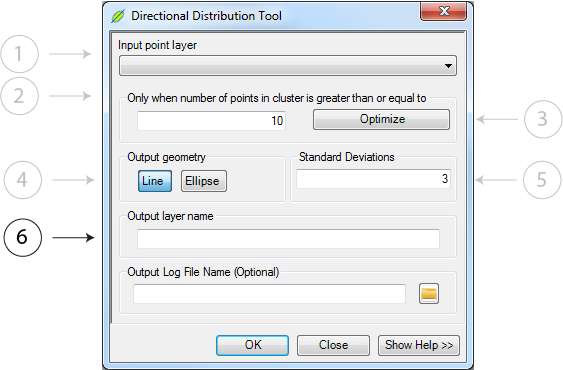 Directional Distribution Tool
1
Input point layer
2
Only when number of points in cluster is greater than or equal to
10
Optimize
3
4
Output geometry
Line
Ellipse
Standard Deviations
3
5
6
Output layer name
Output Log File Name (Optional)
OK
Close
Show Help >>